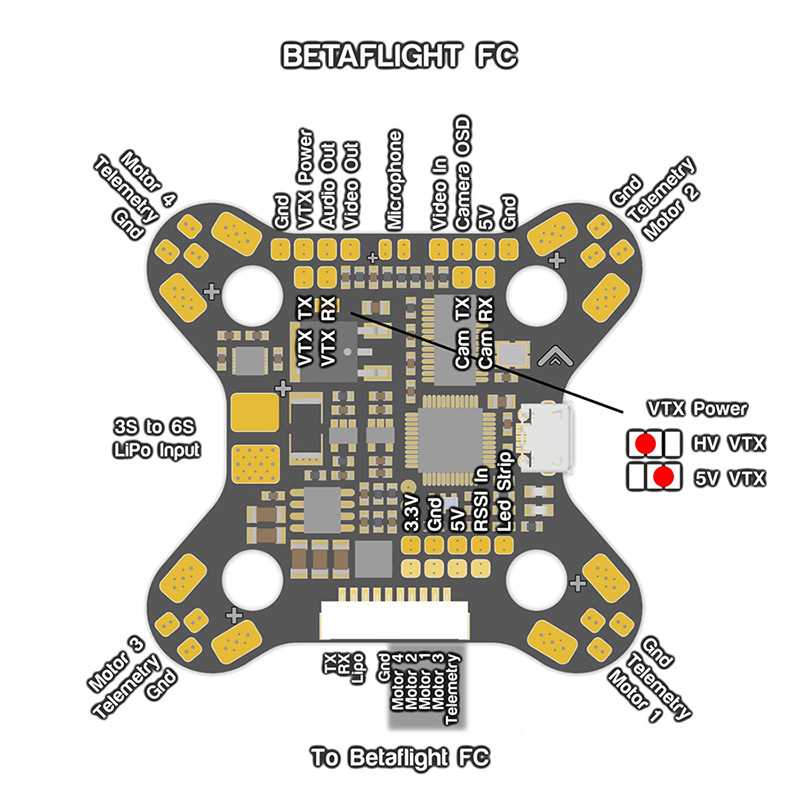 BETAFLIGHT FC
Gnd
VTX Power
Audio Out
Video Out
Microphone
Video In
Camera OSD
5V
Gnd
Motor 4
Telemetry
Gnd
Gnd
Telemetry
Motor 2
VTX TX
VTX RX
Cam TX
Cam RX
3S to 6S
LiPo Input
VTX Power
HV VTX
5V VTX
3.3V
Gnd
5V
RSSI In
Led Strip
Motor 3
Telemetry
Gnd
TX
RX
Lipo
Gnd
Motor 4
Motor 2
Motor 1
Motor 3
Telemetry
Gnd
Telemetry
Motor 1
To Betaflight FC